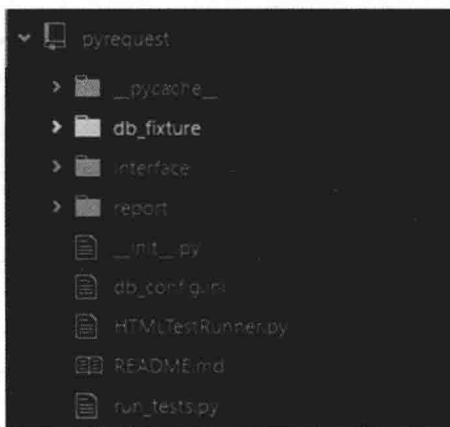 pyrequest
__pycache__
db_fixture
interface
report
__init__.py
db_config.ini
HTMLTestRunner.py
README.md
run_tests.py